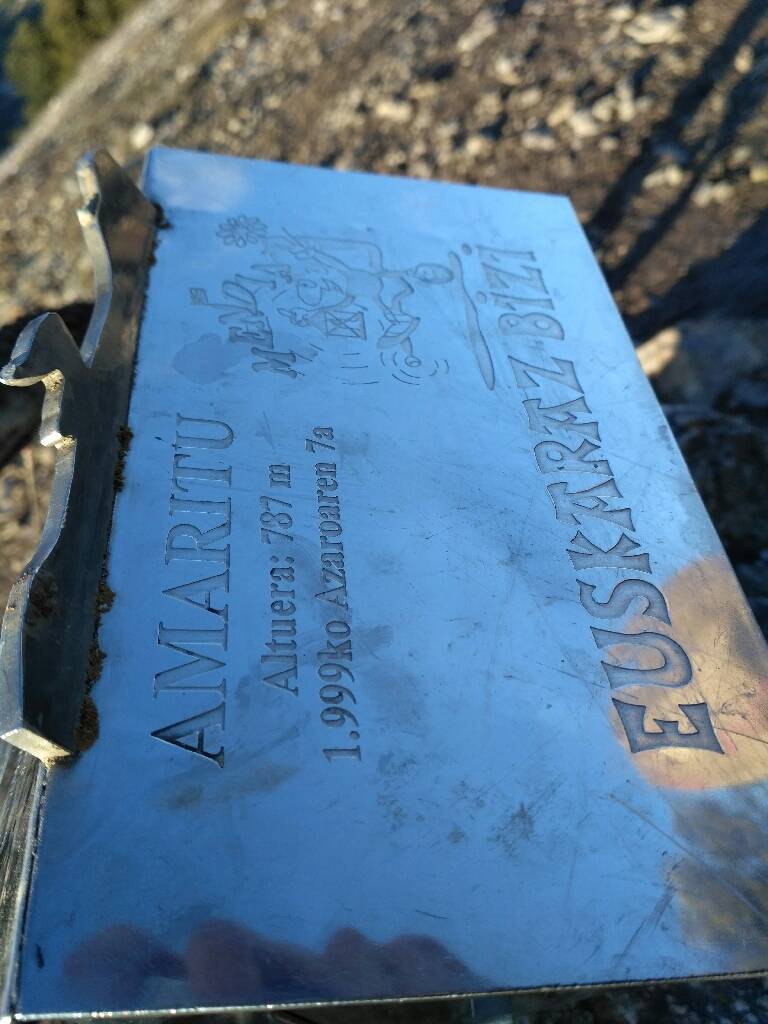 AMARITU
Altuera: 787 m
1.999ko Azaroaren 7a
EUSKARAZ BIZI